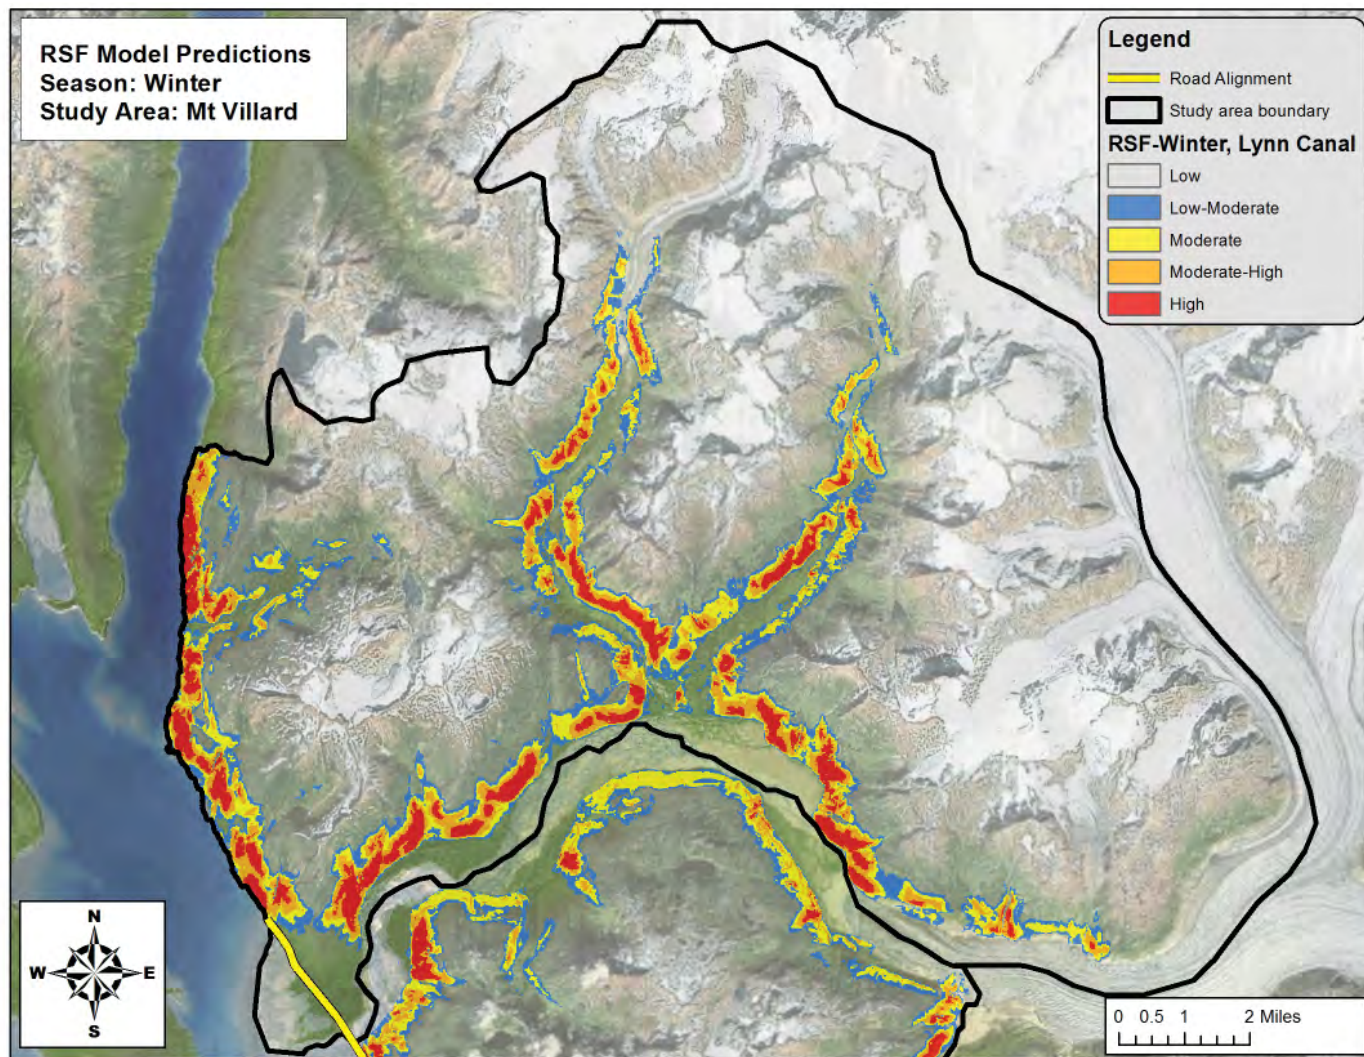 RSF Model Predictions
Season: Winter
Study Area: Mt Villard
Legend
Road Alignment
Study area boundary
RSF-Winter, Lynn Canal
Low
Low-Moderate
Moderate
Moderate-High
High
N
W E
S
0 0.5 1 2 Miles